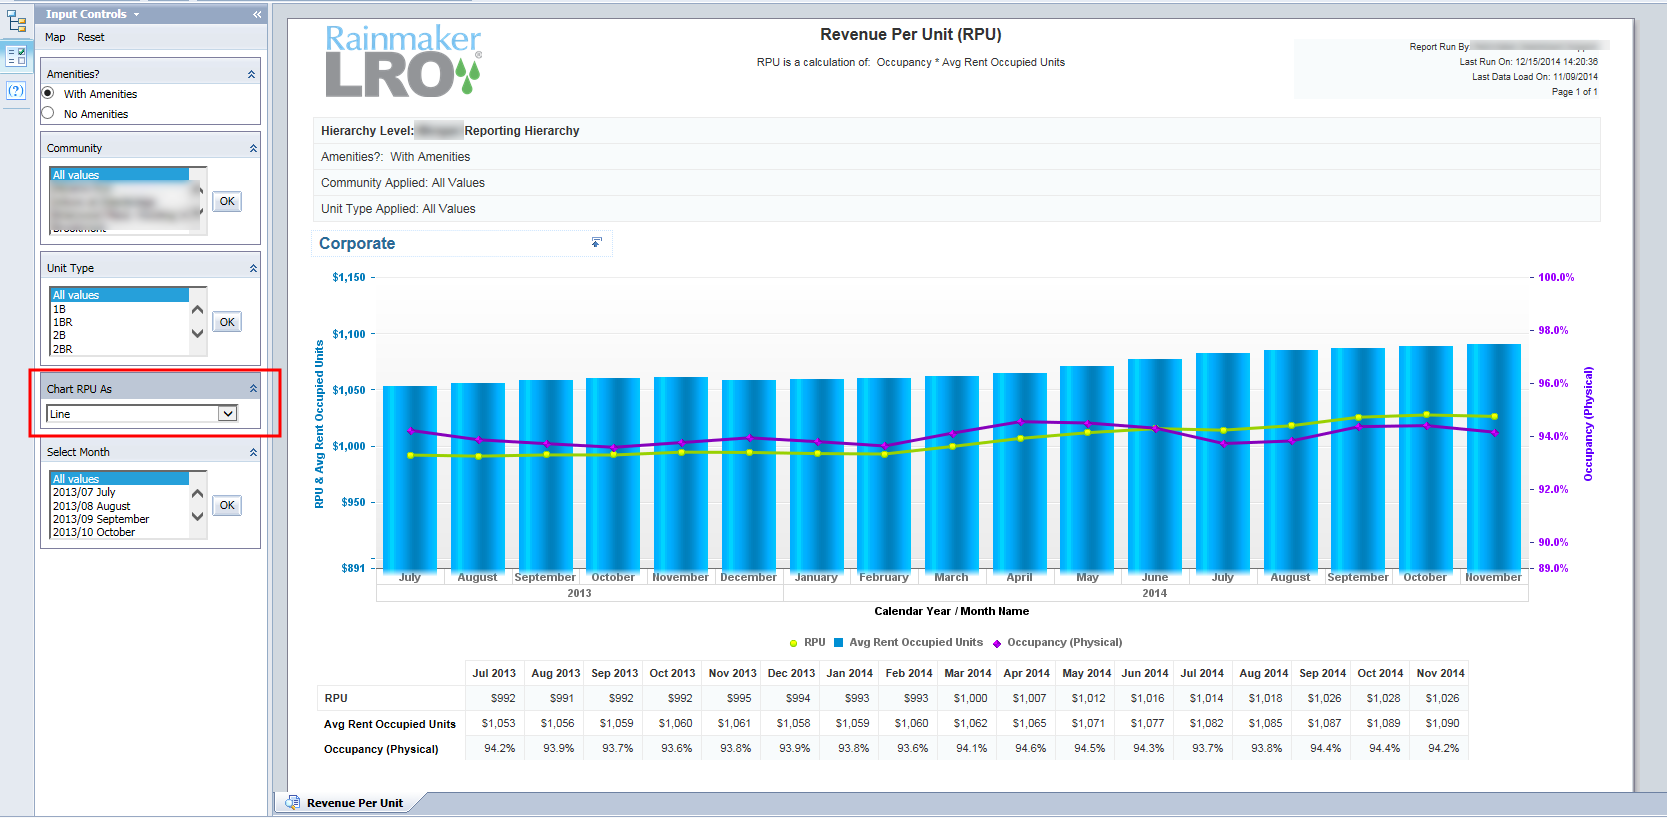 Input Controls
Map Reset
Amenities?
With Amenities
No Amenities
Community
All values
OK
Unit Type
All values
1B
1BR
2B
2BR
OK
Chart RPU As
Line
Select Month
All values
2013/07 July
2013/08 August
2013/09 September
2013/10 October
OK
Rainmaker
LRO®
Revenue Per Unit (RPU)
RPU is a calculation of: Occupancy * Avg Rent Occupied Units
Report Run By
Last Run On: 12/15/2014 14:20:36
Last Data Load On: 11/09/2014
Page 1 of 1
Hierarchy Level: Reporting Hierarchy
Amenities?: With Amenities
Community Applied: All Values
Unit Type Applied: All Values
Corporate
RPU & Avg Rent Occupied Units
$1,150
$1,100
$1,050
$1,000
$950
$891
100.0%
98.0%
96.0%
94.0%
92.0%
90.0%
89.0%
Occupancy (Physical)
July August September October November December January February March April May June July August September October November
2013 2014
Calendar Year / Month Name
RPU Avg Rent Occupied Units Occupancy (Physical)
Jul 2013 Aug 2013 Sep 2013 Oct 2013 Nov 2013 Dec 2013 Jan 2014 Feb 2014 Mar 2014 Apr 2014 May 2014 Jun 2014 Jul 2014 Aug 2014 Sep 2014 Oct 2014 Nov 2014
RPU $992 $991 $992 $992 $995 $994 $993 $993 $1,000 $1,007 $1,012 $1,016 $1,014 $1,018 $1,026 $1,028 $1,026
Avg Rent Occupied Units $1,053 $1,056 $1,059 $1,060 $1,061 $1,058 $1,059 $1,060 $1,062 $1,065 $1,071 $1,077 $1,082 $1,085 $1,087 $1,089 $1,090
Occupancy (Physical) 94.2% 93.9% 93.7% 93.6% 93.8% 93.9% 93.8% 93.6% 94.1% 94.6% 94.5% 94.3% 93.7% 93.8% 94.4% 94.4% 94.2%
Revenue Per Unit